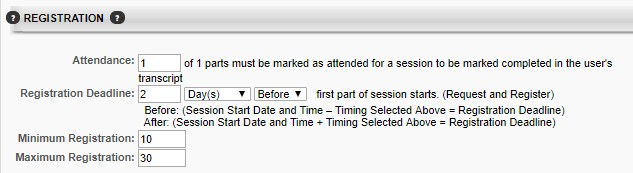 ? REGISTRATION ?
Attendance: 1 of 1 parts must be marked as attended for a session to be marked completed in the user's
transcript
Registration Deadline: 2 Day(s) ▼ Before ▼ first part of session starts. (Request and Register)
Before: (Session Start Date and Time – Timing Selected Above = Registration Deadline)
After: (Session Start Date and Time + Timing Selected Above = Registration Deadline)
Minimum Registration: 10
Maximum Registration: 30